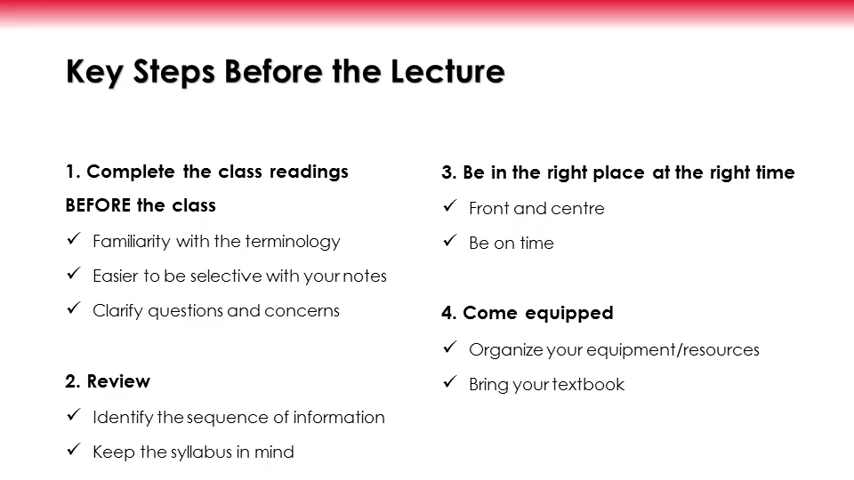 Key Steps Before the Lecture
1. Complete the class readings
BEFORE the class
✓ Familiarity with the terminology
✓ Easier to be selective with your notes
✓ Clarify questions and concerns
2. Review
✓ Identify the sequence of information
✓ Keep the syllabus in mind
3. Be in the right place at the right time
✓ Front and centre
✓ Be on time
4. Come equipped
✓ Organize your equipment/resources
✓ Bring your textbook